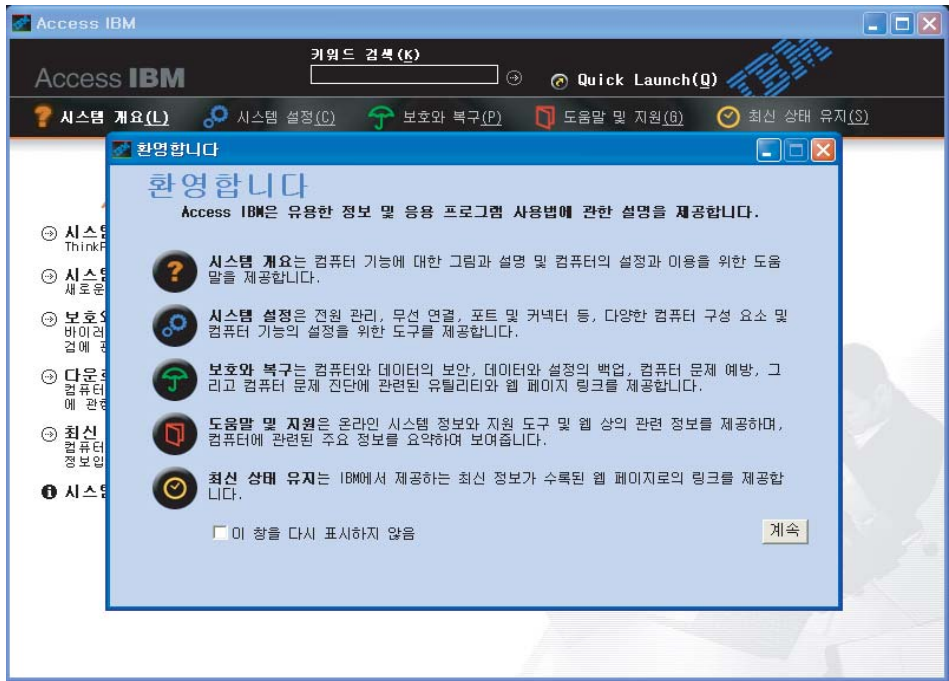 Access IBM
키워드 검색(K)
Access IBM
Quick Launch(Q)
IBM
시스템 개요(L) 시스템 설정(C) 보호와 복구(P) 도움말 및 지원(G) 최신 상태 유지(S)
환영합니다
환영합니다
Access IBM은 유용한 정보 및 응용 프로그램 사용법에 관한 설명을 제공합니다.
시스템 개요는 컴퓨터 기능에 대한 그림과 설명 및 컴퓨터의 설정과 이용을 위한 도움
말을 제공합니다.
시스템 설정은 전원 관리, 무선 연결, 포트 및 커넥터 등, 다양한 컴퓨터 구성 요소 및
컴퓨터 기능의 설정을 위한 도구를 제공합니다.
보호와 복구는 컴퓨터와 데이터의 보안, 데이터와 설정의 백업, 컴퓨터 문제 예방, 그
리고 컴퓨터 문제 진단에 관련된 유틸리티와 웹 페이지 링크를 제공합니다.
도움말 및 지원은 온라인 시스템 정보와 지원 도구 및 웹 상의 관련 정보를 제공하며,
컴퓨터에 관련된 주요 정보를 요약하여 보여줍니다.
최신 상태 유지는 IBM에서 제공하는 최신 정보가 수록된 웹 페이지로의 링크를 제공합
니다.
이 창을 다시 표시하지 않음
계속
새로운
컴퓨터
에 관
최신
컴퓨터